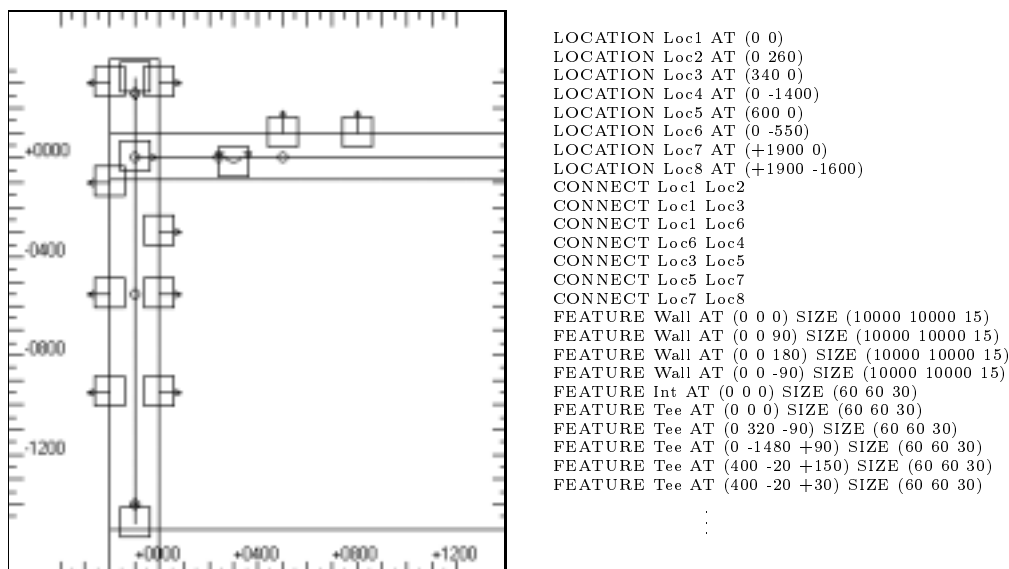 +0000
-0400
-0800
-1200
+0000
+0400
+0800
+1200
LOCATION Loc1 AT (0 0)
LOCATION Loc2 AT (0 260)
LOCATION Loc3 AT (340 0)
LOCATION Loc4 AT (0 -1400)
LOCATION Loc5 AT (600 0)
LOCATION Loc6 AT (0 -550)
LOCATION Loc7 AT (+1900 0)
LOCATION Loc8 AT (+1900 -1600)
CONNECT Loc1 Loc2
CONNECT Loc1 Loc3
CONNECT Loc1 Loc6
CONNECT Loc6 Loc4
CONNECT Loc3 Loc5
CONNECT Loc5 Loc7
CONNECT Loc7 Loc8
FEATURE Wall AT (0 0 0) SIZE (10000 10000 15)
FEATURE Wall AT (0 0 90) SIZE (10000 10000 15)
FEATURE Wall AT (0 0 180) SIZE (10000 10000 15)
FEATURE Wall AT (0 0 -90) SIZE (10000 10000 15)
FEATURE Int AT (0 0 0) SIZE (60 60 30)
FEATURE Tee AT (0 0 0) SIZE (60 60 30)
FEATURE Tee AT (0 320 -90) SIZE (60 60 30)
FEATURE Tee AT (0 -1480 +90) SIZE (60 60 30)
FEATURE Tee AT (400 -20 +150) SIZE (60 60 30)
FEATURE Tee AT (400 -20 +30) SIZE (60 60 30)